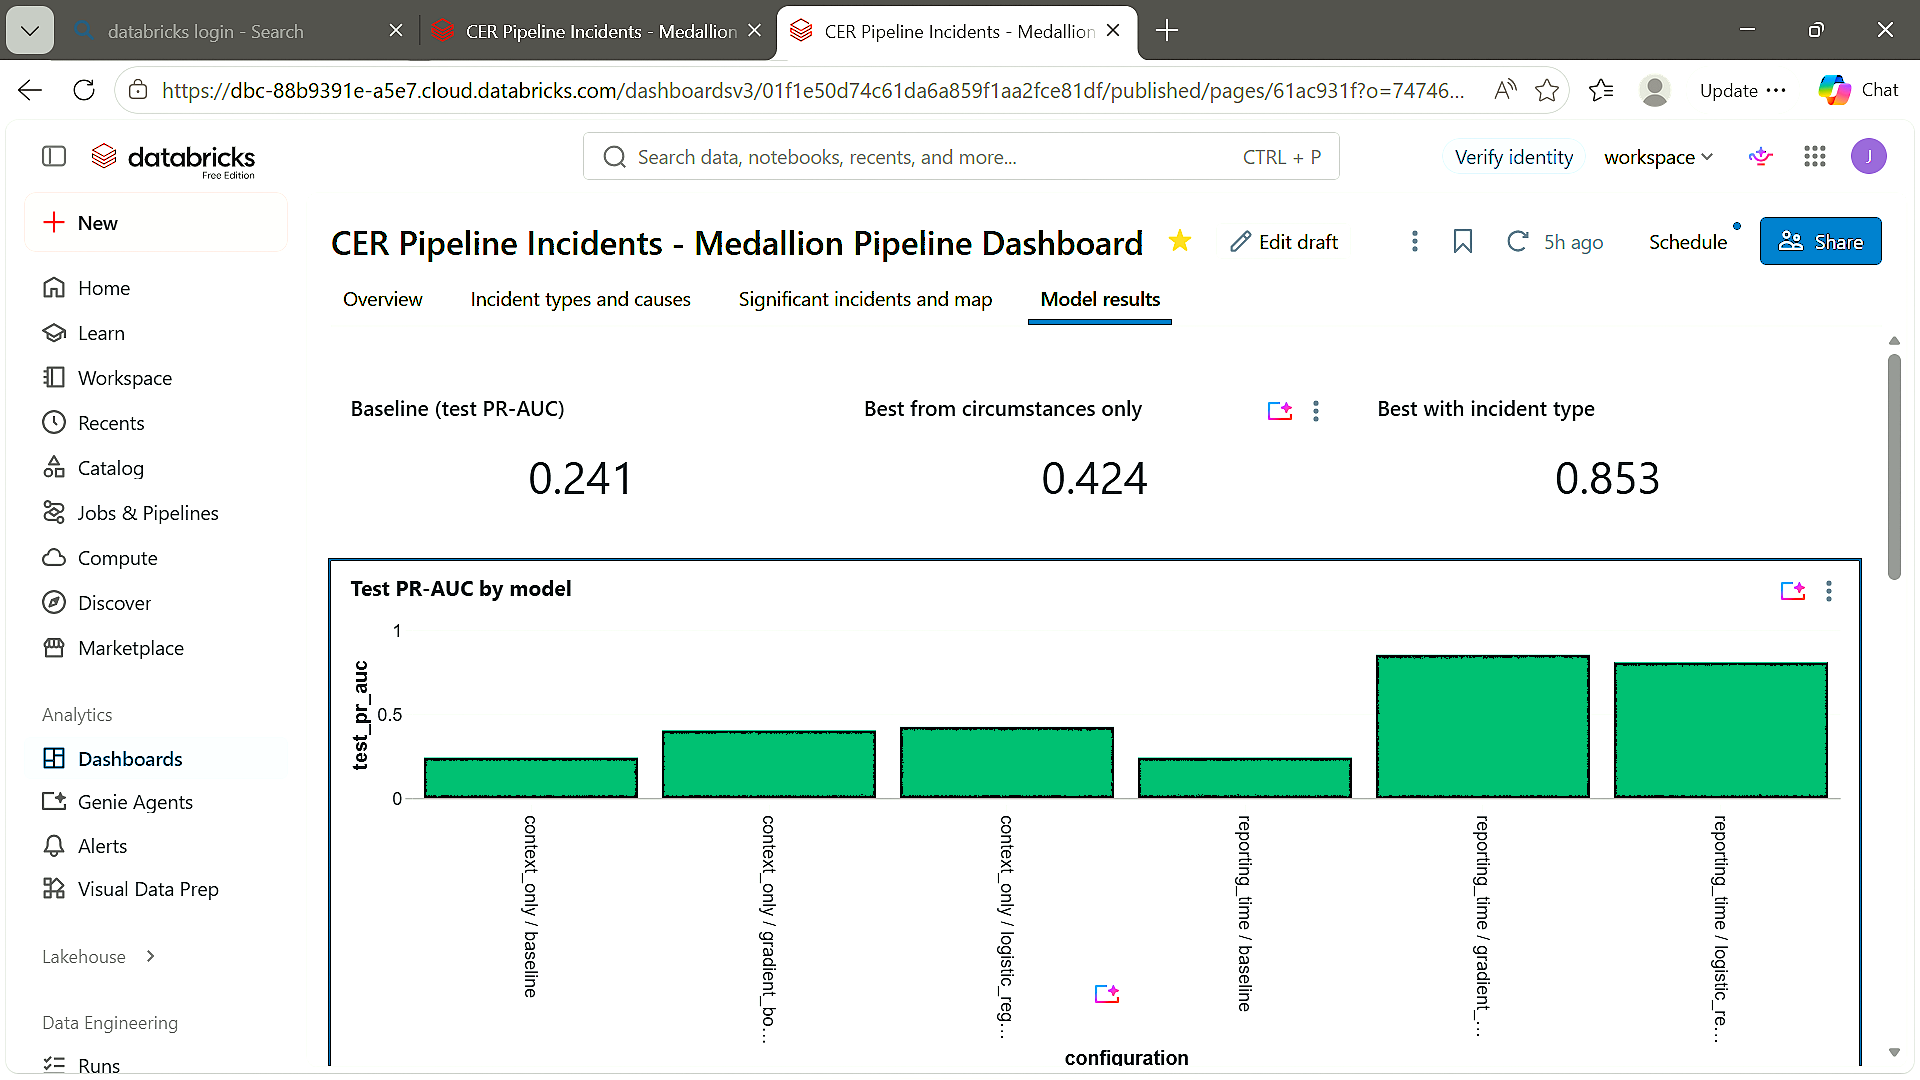 databricks login - Search
CER Pipeline Incidents - Medallion
CER Pipeline Incidents - Medallion
https://dbc-88b9391e-a5e7.cloud.databricks.com/dashboardsv3/01f1e50d74c61da6a859f1aa2fce81df/published/pages/61ac931f?o=74746...
Update
Chat
databricks
Free Edition
Search data, notebooks, recents, and more...
CTRL + P
Verify identity
workspace
J
New
Home
Learn
Workspace
Recents
Catalog
Jobs & Pipelines
Compute
Discover
Marketplace
Analytics
Dashboards
Genie Agents
Alerts
Visual Data Prep
Lakehouse
Data Engineering
Runs
CER Pipeline Incidents - Medallion Pipeline Dashboard
Edit draft
5h ago
Schedule
Share
Overview
Incident types and causes
Significant incidents and map
Model results
Baseline (test PR-AUC)
0.241
Best from circumstances only
0.424
Best with incident type
0.853
Test PR-AUC by model
test_pr_auc
1
0.5
0
context_only / baseline
context_only / gradient_bo...
context_only / logistic_reg...
reporting_time / baseline
reporting_time / gradient_...
reporting_time / logistic_re...
configuration